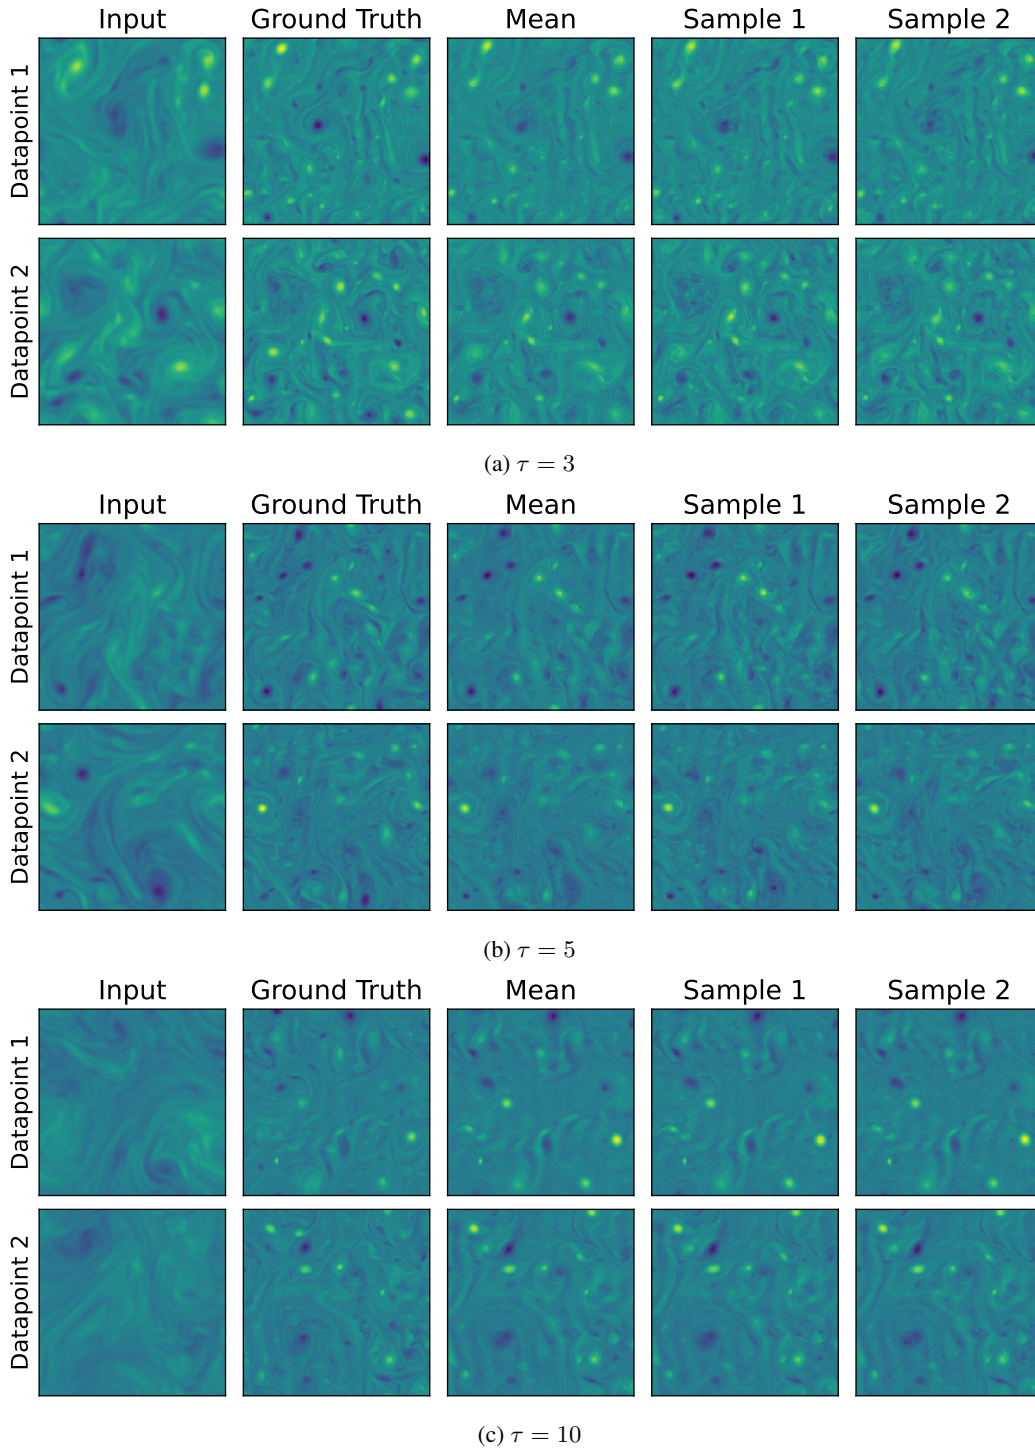 Input Ground Truth Mean Sample 1 Sample 2
Datapoint 1
Datapoint 2
(a) τ = 3
Input Ground Truth Mean Sample 1 Sample 2
Datapoint 1
Datapoint 2
(b) τ = 5
Input Ground Truth Mean Sample 1 Sample 2
Datapoint 1
Datapoint 2
(c) τ = 10